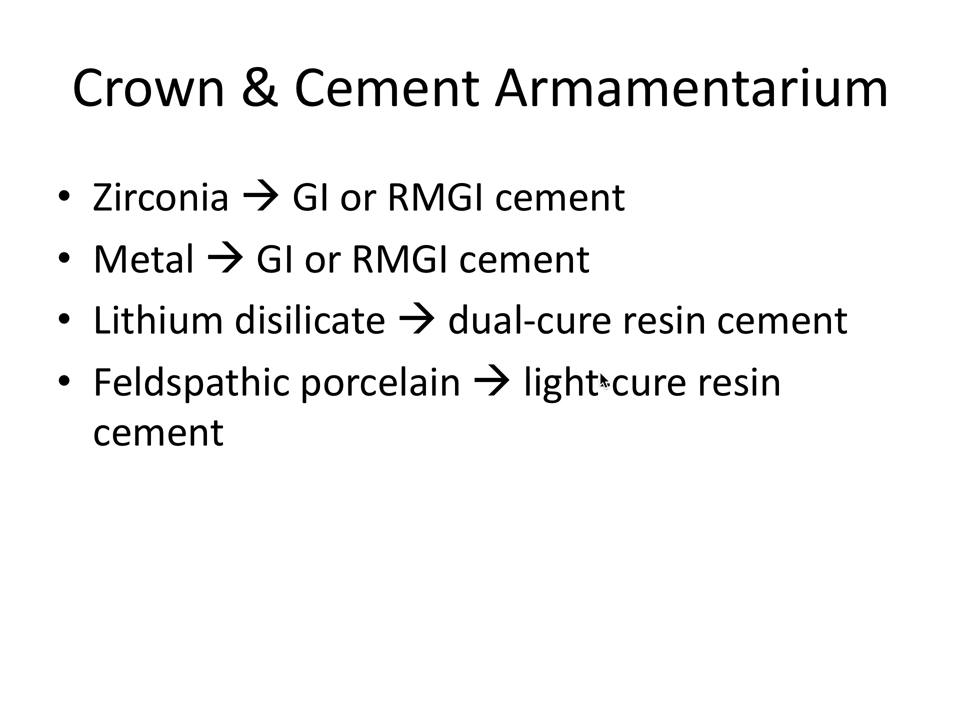 Crown & Cement Armamentarium
• Zirconia → GI or RMGI cement
• Metal → GI or RMGI cement
• Lithium disilicate → dual-cure resin cement
• Feldspathic porcelain → light-cure resin
cement